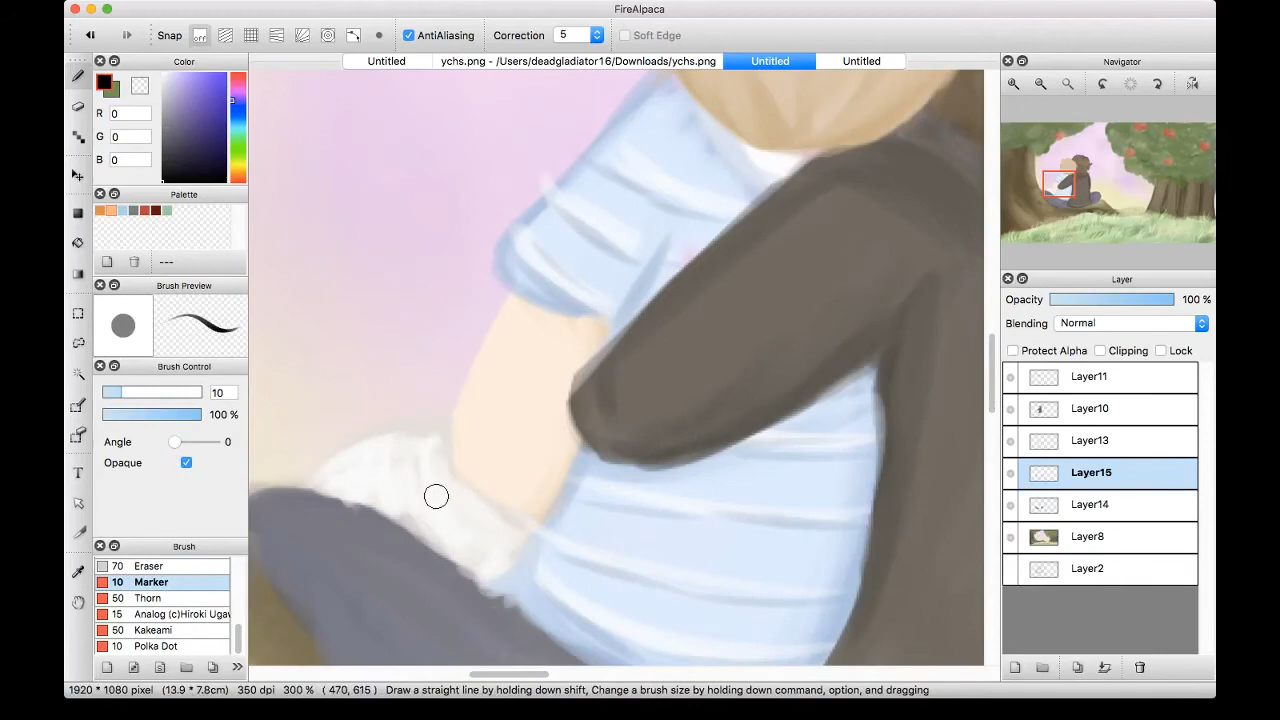 FireAlpaca
Snap off AntiAliasing Correction 5 Soft Edge
Color
Untitled ychs.png - /Users/deadgladiator16/Downloads/ychs.png Untitled Untitled
Navigator
R 0
G 0
B 0
Palette
---
Brush Preview
Layer
Opacity 100 %
Blending Normal
Protect Alpha Clipping Lock
Brush Control
10
100 %
Angle 0
Opaque
Layer11
Layer10
Layer13
Layer15
Layer14
Layer8
Layer2
Brush
70 Eraser
10 Marker
50 Thorn
15 Analog (c)Hiroki Ugaw
50 Kakeami
10 Polka Dot
1920 * 1080 pixel (13.9 * 7.8cm) 350 dpi 300 % ( 470, 615 ) Draw a straight line by holding down shift, Change a brush size by holding down command, option, and dragging